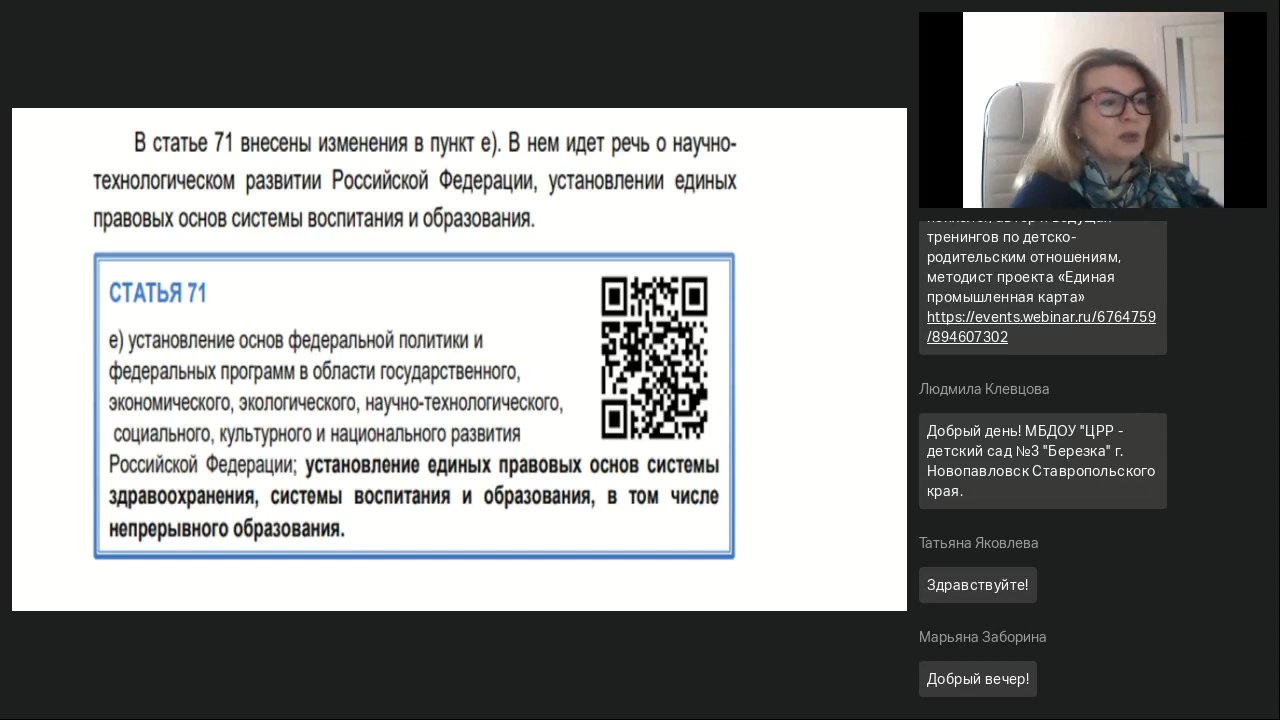 В статье 71 внесены изменения в пункт е). В нем идет речь о научно-
технологическом развитии Российской Федерации, установлении единых
правовых основ системы воспитания и образования.
СТАТЬЯ 71
е) установление основ федеральной политики и
федеральных программ в области государственного,
экономического, экологического, научно-технологического,
социального, культурного и национального развития
Российской Федерации; установление единых правовых основ системы
здравоохранения, системы воспитания и образования, в том числе
непрерывного образования.
тренингов по детско-
родительским отношениям,
методист проекта «Единая
промышленная карта»
https://events.webinar.ru/6764759
/894607302
Людмила Клевцова
Добрый день! МБДОУ "ЦРР -
детский сад №3 "Березка" г.
Новопавловск Ставропольского
края.
Татьяна Яковлева
Здравствуйте!
Марьяна Заборина
Добрый вечер!